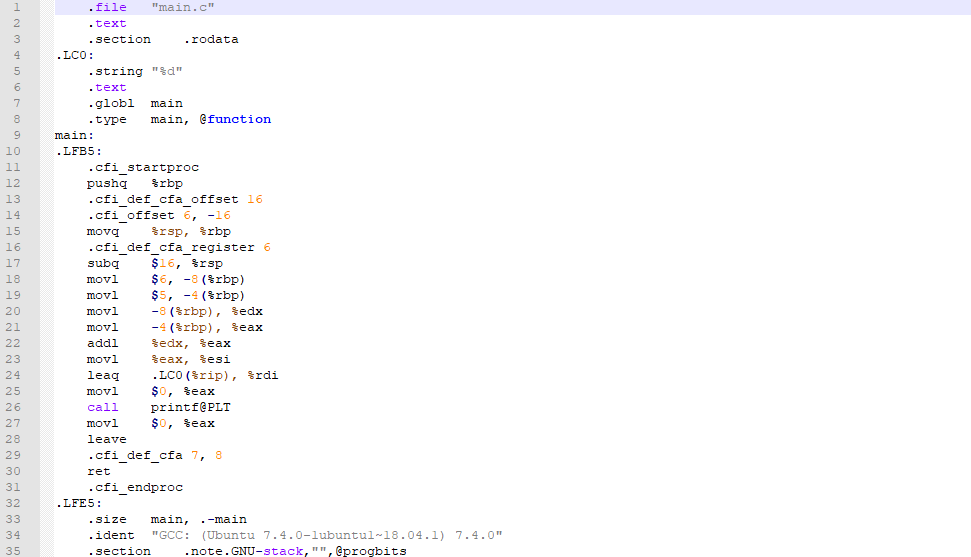 1 .file "main.c"
2 .text
3 .section .rodata
4 .LC0:
5 .string "%d"
6 .text
7 .globl main
8 .type main, @function
9 main:
10 .LFB5:
11 .cfi_startproc
12 pushq %rbp
13 .cfi_def_cfa_offset 16
14 .cfi_offset 6, -16
15 movq %rsp, %rbp
16 .cfi_def_cfa_register 6
17 subq $16, %rsp
18 movl $6, -8(%rbp)
19 movl $5, -4(%rbp)
20 movl -8(%rbp), %edx
21 movl -4(%rbp), %eax
22 addl %edx, %eax
23 movl %eax, %esi
24 leaq .LC0(%rip), %rdi
25 movl $0, %eax
26 call printf@PLT
27 movl $0, %eax
28 leave
29 .cfi_def_cfa 7, 8
30 ret
31 .cfi_endproc
32 .LFE5:
33 .size main, .-main
34 .ident "GCC: (Ubuntu 7.4.0-1ubuntu1~18.04.1) 7.4.0"
35 .section .note.GNU-stack,"",@progbits